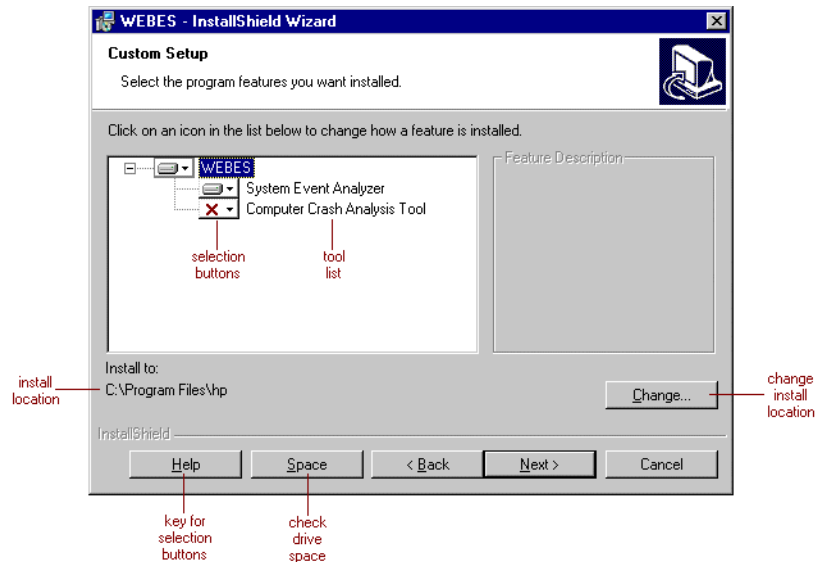 WEBES - InstallShield Wizard
Custom Setup
Select the program features you want installed.
Click on an icon in the list below to change how a feature is installed.
WEBES
System Event Analyzer
Computer Crash Analysis Tool
selection
buttons
tool
list
Feature Description
Install to:
C:\Program Files\hp
install
location
Change...
change
install
location
InstallShield
Help
Space
< Back
Next >
Cancel
key for
selection
buttons
check
drive
space